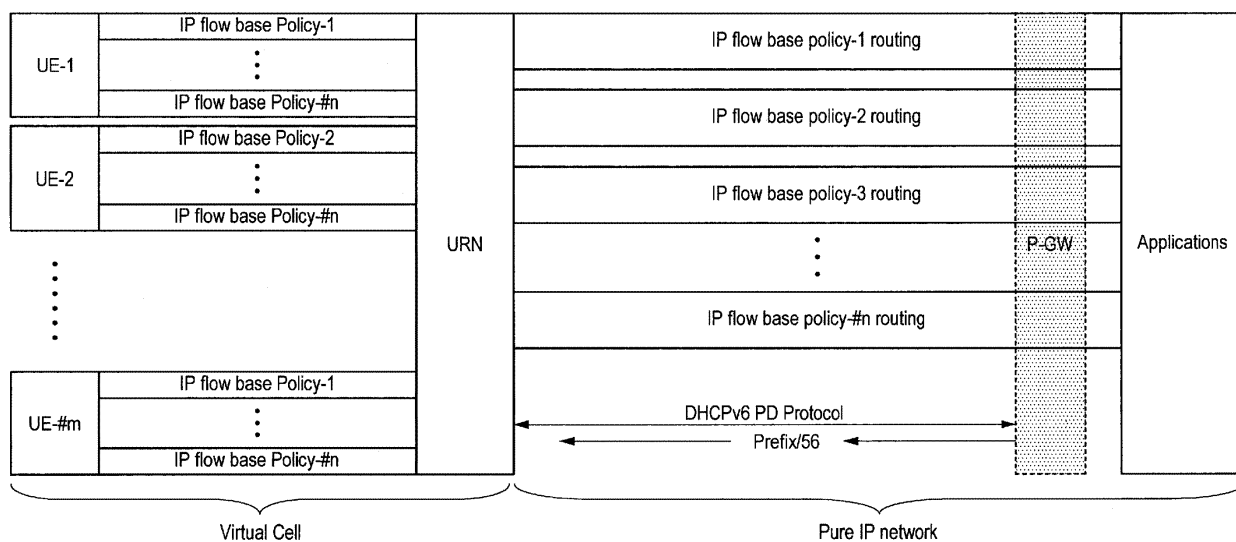 UE-1
IP flow base Policy-1
IP flow base Policy-#n
UE-2
IP flow base Policy-2
IP flow base Policy-#n
UE-#m
IP flow base Policy-1
IP flow base Policy-#n
URN
IP flow base policy-1 routing
IP flow base policy-2 routing
IP flow base policy-3 routing
IP flow base policy-#n routing
DHCPv6 PD Protocol
Prefix/56
P-GW
Applications
Virtual Cell
Pure IP network